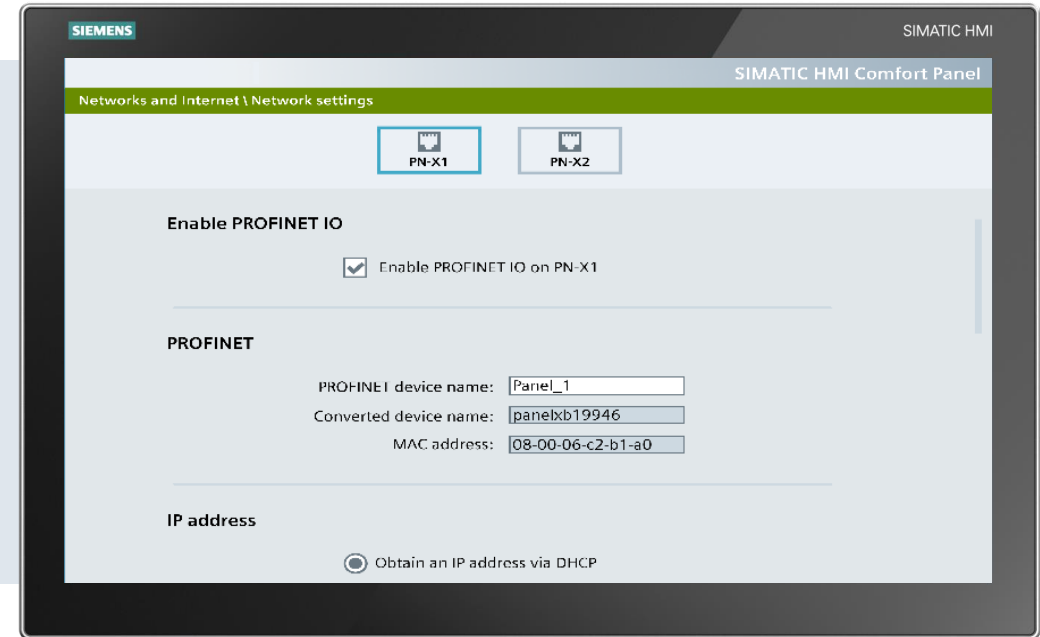 SIEMENS
SIMATIC HMI
SIMATIC HMI Comfort Panel
Networks and Internet \ Network settings
PN-X1
PN-X2
Enable PROFINET IO
Enable PROFINET IO on PN-X1
PROFINET
PROFINET device name: Panel_1
Converted device name: panelxb19946
MAC address: 08-00-06-c2-b1-a0
IP address
Obtain an IP address via DHCP